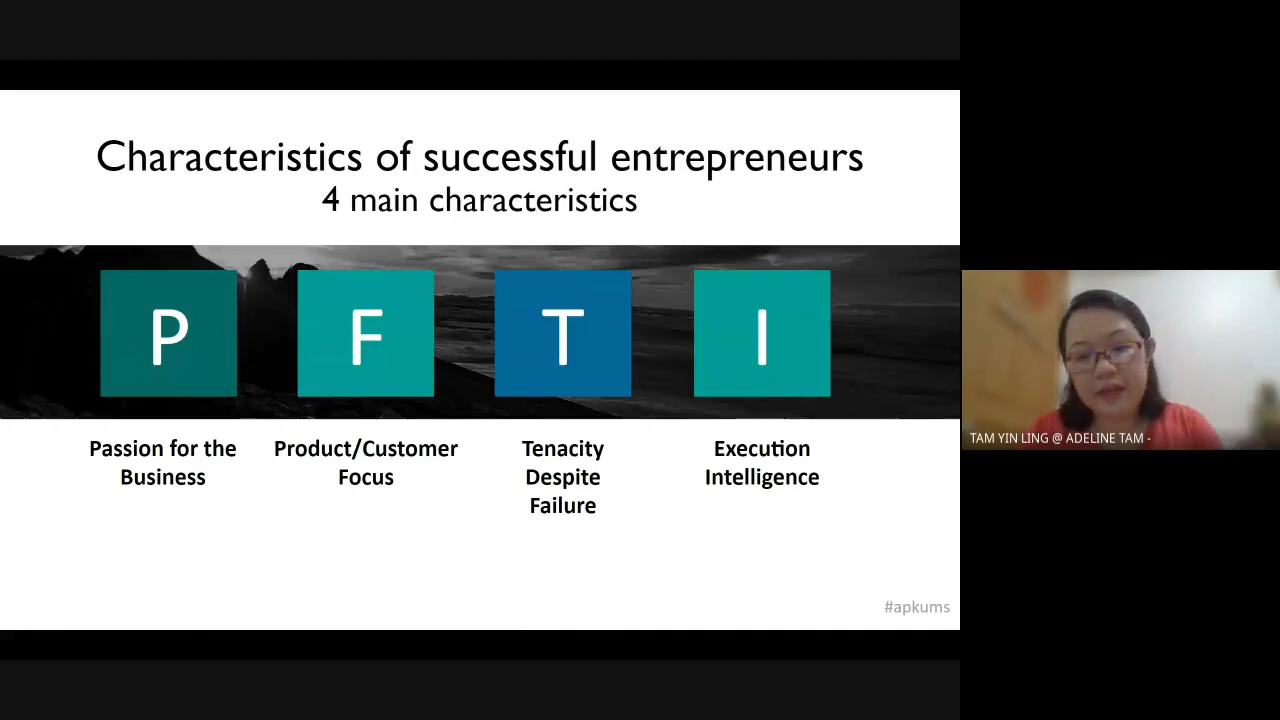 Characteristics of successful entrepreneurs
4 main characteristics
P
F
T
I
Passion for the
Business
Product/Customer
Focus
Tenacity
Despite
Failure
Execution
Intelligence
#apkums
TAM YIN LING @ ADELINE TAM -